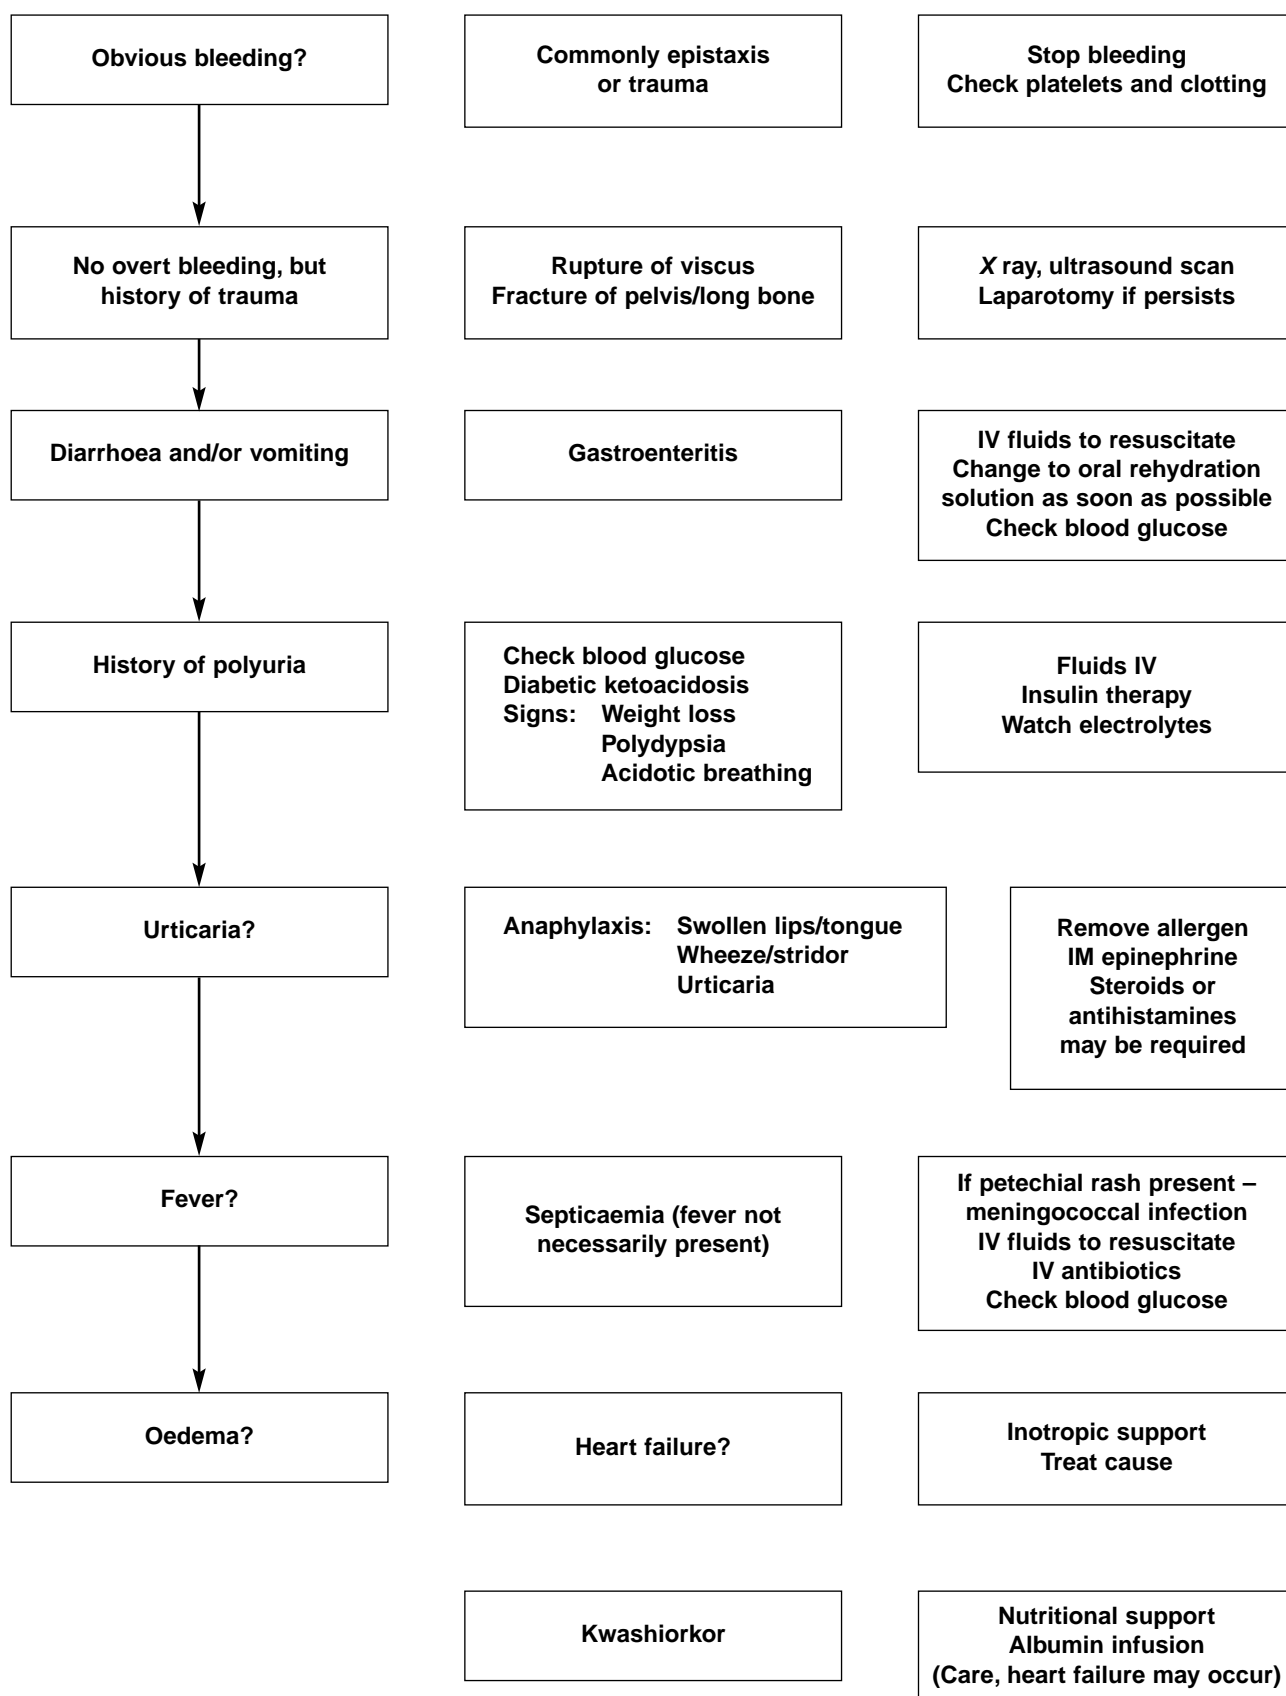 Obvious bleeding?
Commonly epistaxis
or trauma
Stop bleeding
Check platelets and clotting
No overt bleeding, but
history of trauma
Rupture of viscus
Fracture of pelvis/long bone
X ray, ultrasound scan
Laparotomy if persists
Diarrhoea and/or vomiting
Gastroenteritis
IV fluids to resuscitate
Change to oral rehydration
solution as soon as possible
Check blood glucose
History of polyuria
Check blood glucose
Diabetic ketoacidosis
Signs: Weight loss
Polydypsia
Acidotic breathing
Fluids IV
Insulin therapy
Watch electrolytes
Urticaria?
Anaphylaxis: Swollen lips/tongue
Wheeze/stridor
Urticaria
Remove allergen
IM epinephrine
Steroids or
antihistamines
may be required
Fever?
Septicaemia (fever not
necessarily present)
If petechial rash present –
meningococcal infection
IV fluids to resuscitate
IV antibiotics
Check blood glucose
Oedema?
Heart failure?
Inotropic support
Treat cause
Kwashiorkor
Nutritional support
Albumin infusion
(Care, heart failure may occur)